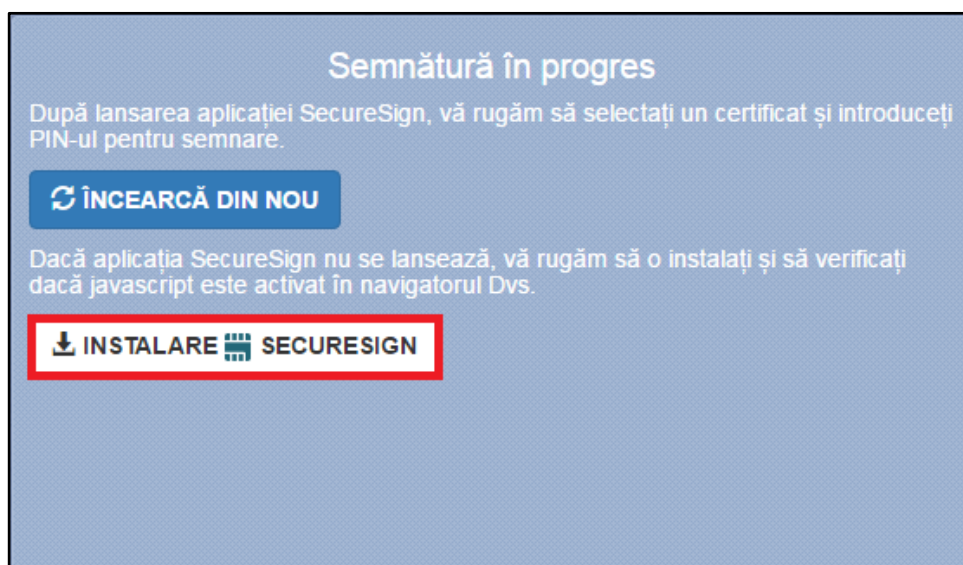 Semnătură în progres
După lansarea aplicației SecureSign, vă rugăm să selectați un certificat și introduceți
PIN-ul pentru semnare.
ÎNCEARCĂ DIN NOU
Dacă aplicația SecureSign nu se lansează, vă rugăm să o instalați și să verificați
dacă javascript este activat în navigatorul Dvs.
INSTALARE SECURESIGN